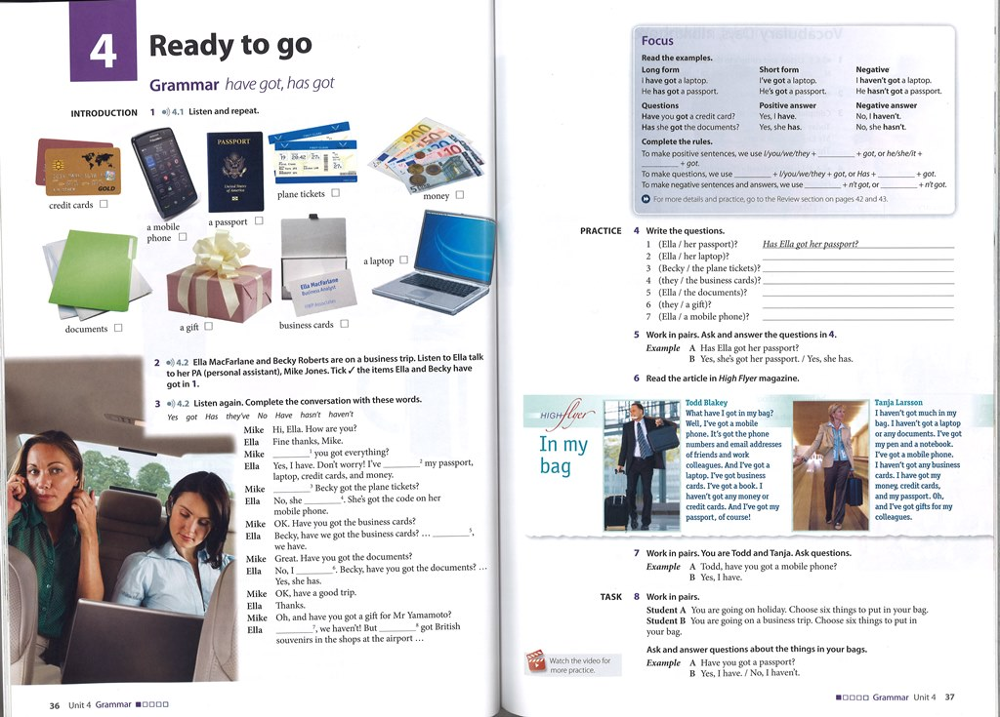 4
Ready to go
Grammar have got, has got
INTRODUCTION 1 4.1 Listen and repeat.
PASSPORT
United States
of America
GOLD
credit cards
a mobile
phone
a passport
plane tickets
money
Ella MacFarlane
Business Analyst
documents
a gift
business cards
a laptop
2 4.2 Ella MacFarlane and Becky Roberts are on a business trip. Listen to Ella talk
to her PA (personal assistant), Mike Jones. Tick ✓ the items Ella and Becky have
got in 1.
3 4.2 Listen again. Complete the conversation with these words.
Yes got Has they've No Have hasn't haven't
Mike Hi, Ella. How are you?
Ella Fine thanks, Mike.
Mike ________1 you got everything?
Ella Yes, I have. Don't worry! I've ________2 my passport,
laptop, credit cards, and money.
Mike ________3 Becky got the plane tickets?
Ella No, she ________4. She's got the code on her
mobile phone.
Mike OK. Have you got the business cards?
Ella Becky, have we got the business cards? … ________5,
we have.
Mike Great. Have you got the documents?
Ella No, I ________6. Becky, have you got the documents? …
Yes, she has.
Mike OK, have a good trip.
Ella Thanks.
Mike Oh, and have you got a gift for Mr Yamamoto?
Ella ________7, we haven't! But ________8 got British
souvenirs in the shops at the airport …
36 Unit 4 Grammar
Focus
Read the examples.
Long form Short form Negative
I have got a laptop. I've got a laptop. I haven't got a laptop.
He has got a passport. He's got a passport. He hasn't got a passport.
Questions Positive answer Negative answer
Have you got a credit card? Yes, I have. No, I haven't.
Has she got the documents? Yes, she has. No, she hasn't.
Complete the rules.
To make positive sentences, we use I/you/we/they + ________ + got, or he/she/it +
________ + got.
To make questions, we use ________ + I/you/we/they + got, or Has + ________ + got.
To make negative sentences and answers, we use ________ + n't got, or ________ + n't got.
For more details and practice, go to the Review section on pages 42 and 43.
PRACTICE 4 Write the questions.
1 (Ella / her passport)? Has Ella got her passport?
2 (Ella / her laptop)?
3 (Becky / the plane tickets)?
4 (they / the business cards)?
5 (Ella / the documents)?
6 (they / a gift)?
7 (Ella / a mobile phone)?
5 Work in pairs. Ask and answer the questions in 4.
Example A Has Ella got her passport?
B Yes, she's got her passport. / Yes, she has.
6 Read the article in High Flyer magazine.
HIGH flyer
In my
bag
Todd Blakey
What have I got in my bag?
Well, I've got a mobile
phone. It's got the phone
numbers and email addresses
of friends and work
colleagues. And I've got a
laptop. I've got business
cards. I've got a book. I
haven't got any money or
credit cards. And I've got my
passport, of course!
Tanja Larsson
I haven't got much in my
bag. I haven't got a laptop
or any documents. I've got
my pen and a notebook.
I've got a mobile phone.
I haven't got any business
cards. I have got my
money, credit cards,
and my passport. Oh,
and I've got gifts for my
colleagues.
7 Work in pairs. You are Todd and Tanja. Ask questions.
Example A Todd, have you got a mobile phone?
B Yes, I have.
TASK 8 Work in pairs.
Student A You are going on holiday. Choose six things to put in your bag.
Student B You are going on a business trip. Choose six things to put in
your bag.
Ask and answer questions about the things in your bags.
Example A Have you got a passport?
B Yes, I have. / No, I haven't.
Watch the video for
more practice.
Grammar Unit 4 37